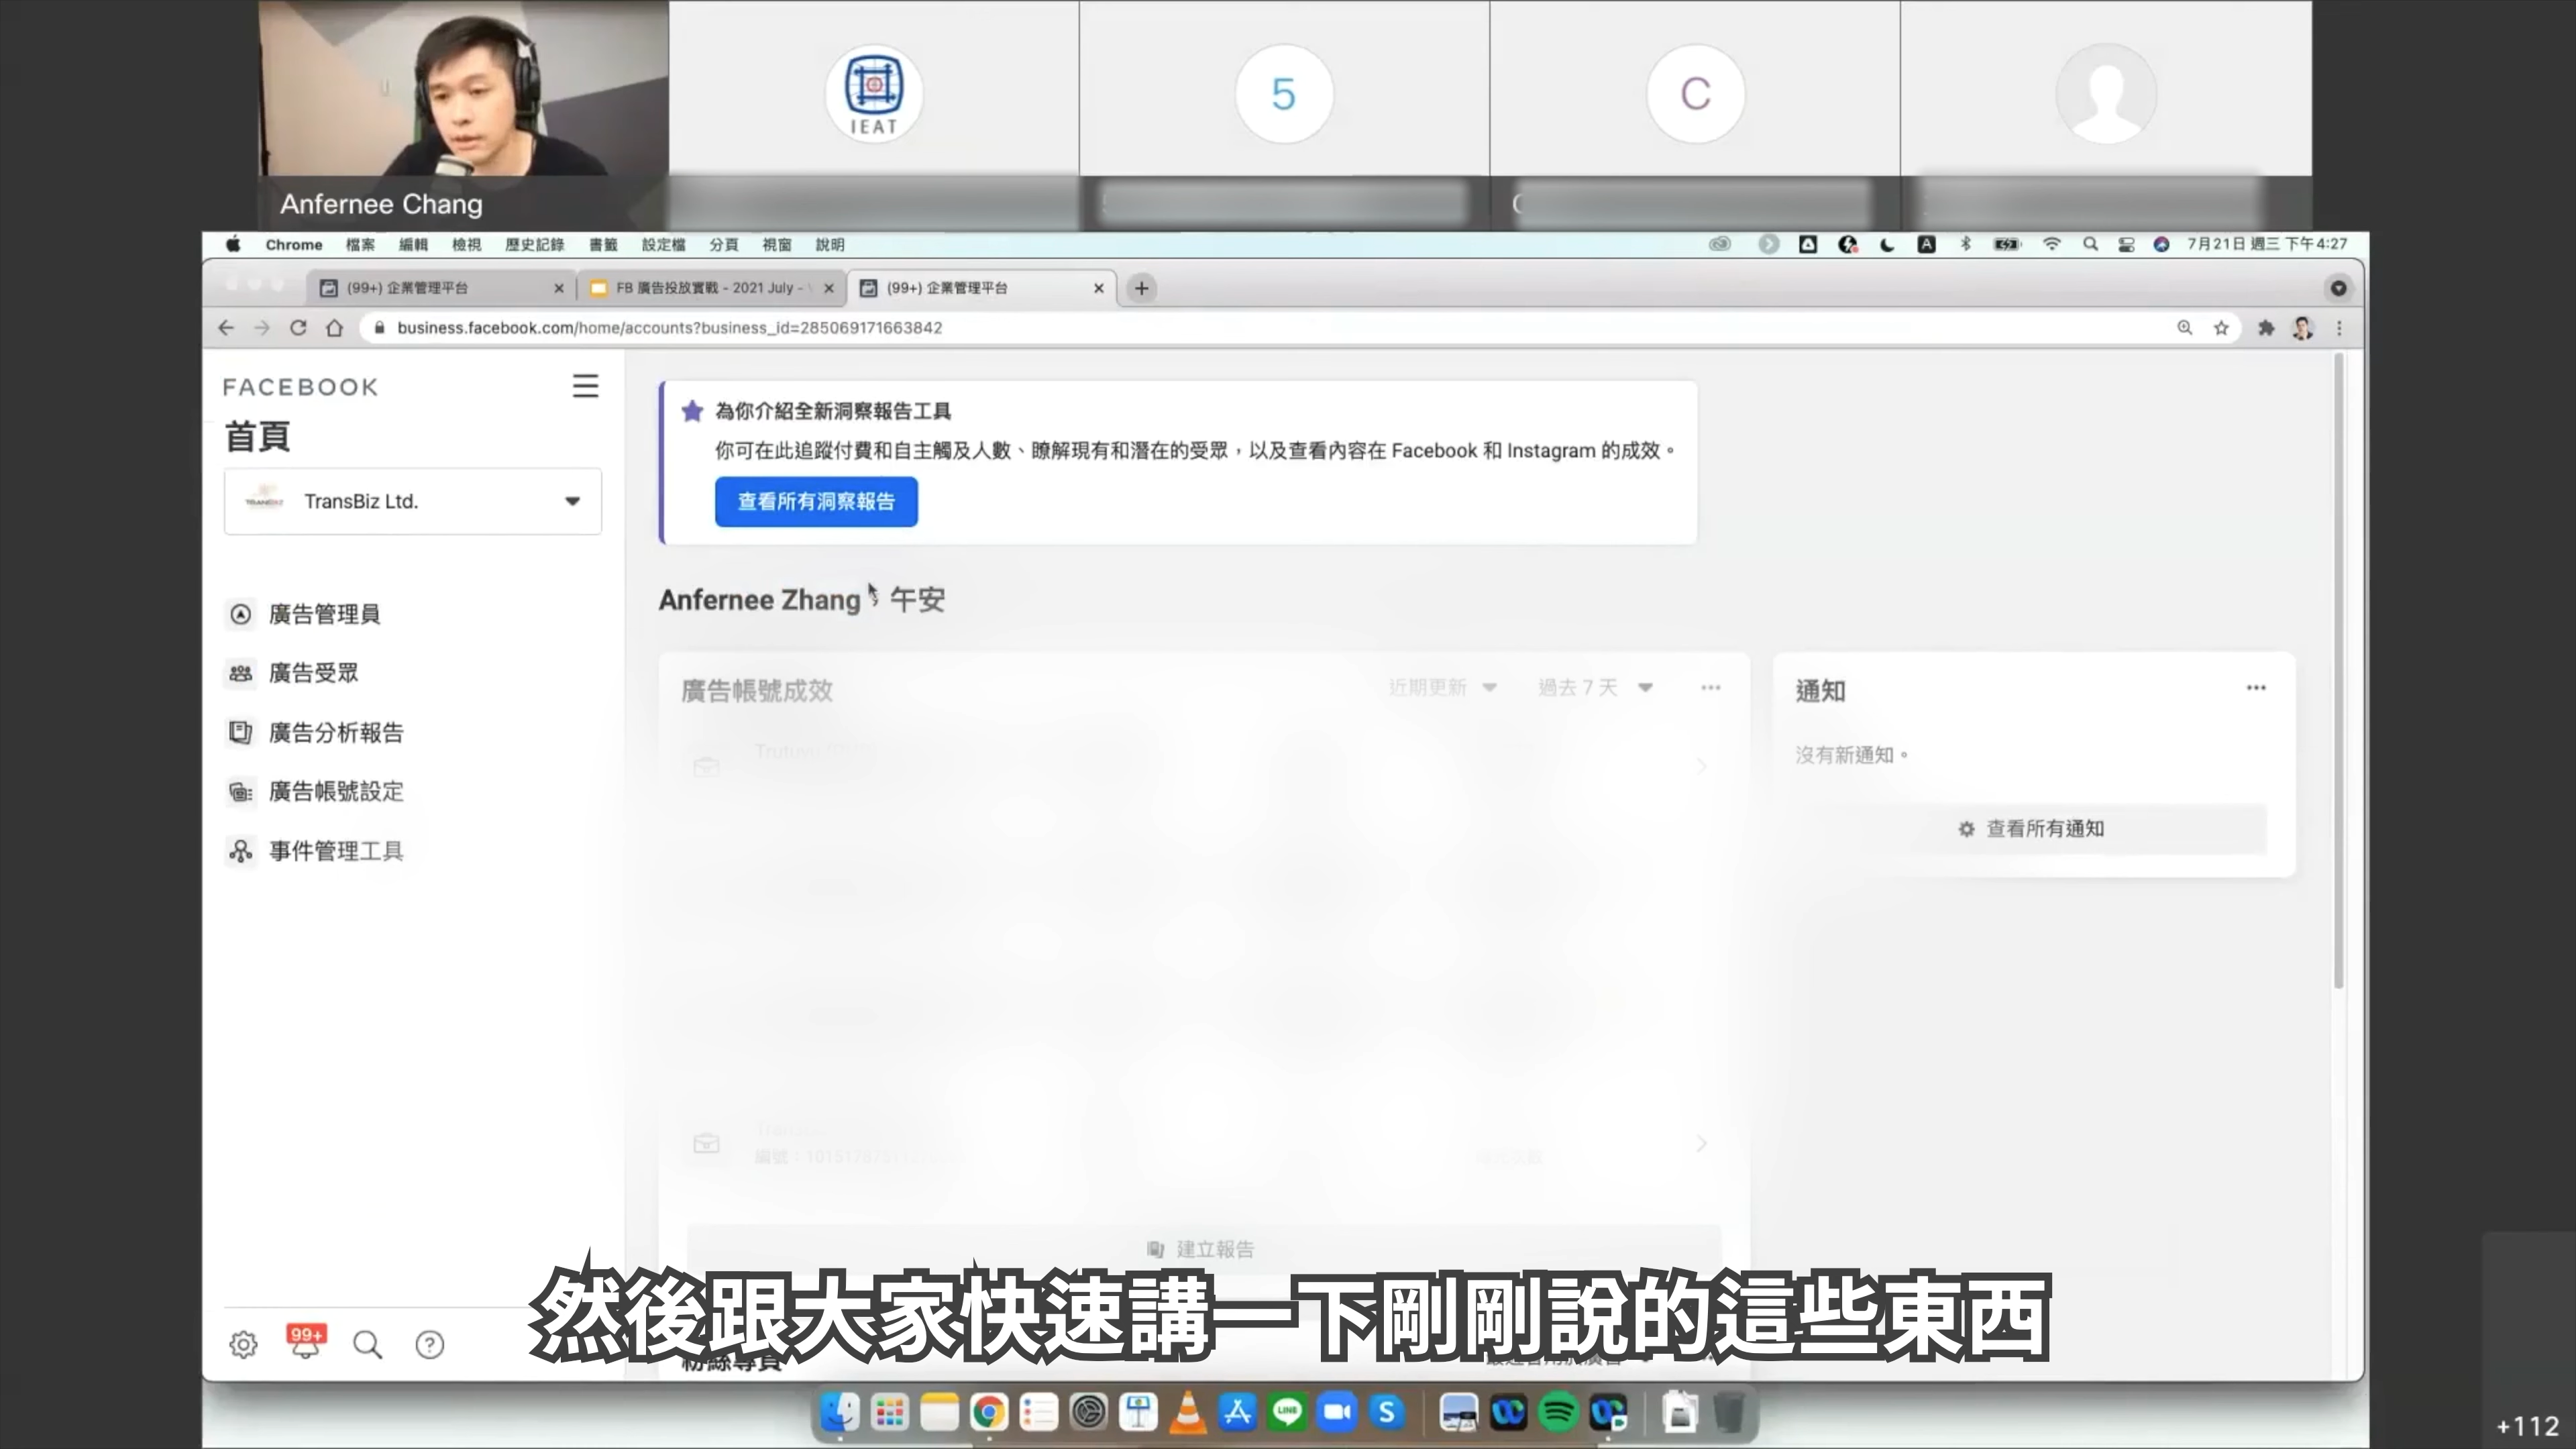 IEAT
5
C
Anfernee Chang
Chrome 檔案 編輯 檢視 歷史記錄 書籤 設定檔 分頁 視窗 說明
A
7月21日 週三 下午4:27
(99+) 企業管理平台
FB 廣告投放實戰 - 2021 July -
(99+) 企業管理平台
business.facebook.com/home/accounts?business_id=285069171663842
FACEBOOK
首頁
TransBiz Ltd.
廣告管理員
廣告受眾
廣告分析報告
廣告帳號設定
事件管理工具
99+
為你介紹全新洞察報告工具
你可在此追蹤付費和自主觸及人數、瞭解現有和潛在的受眾，以及查看內容在 Facebook 和 Instagram 的成效。
查看所有洞察報告
Anfernee Zhang，午安
廣告帳號成效
近期更新
過去 7 天
編號：
建立報告
通知
沒有新通知。
查看所有通知
然後跟大家快速講一下剛剛說的這些東西
粉絲專頁
LINE
S
+112